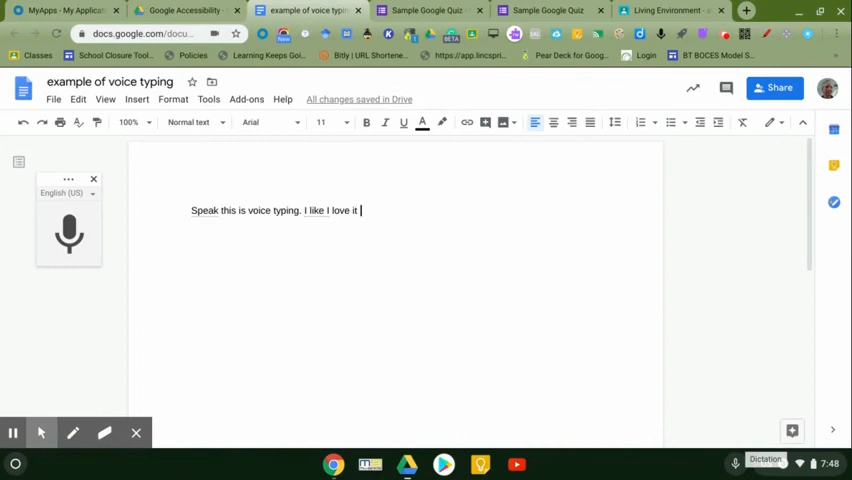 MyApps - My Applicat
Google Accessibility -
example of voice typing
Sample Google Quiz -
Sample Google Quiz
Living Environment -
docs.google.com/docu...
Classes
School Closure Tool...
Policies
Learning Keeps Goi...
Bitly | URL Shortene...
https://app.lincspri...
Pear Deck for Goog...
Login
BT BOCES Model S...
example of voice typing
Share
File Edit View Insert Format Tools Add-ons Help All changes saved in Drive
100% Normal text Arial 11 B I U A
English (US)
Speak this is voice typing. I like I love it
Dictation
7:48